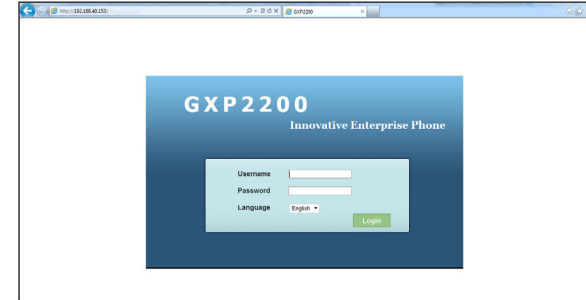 http://192.168.40.153/
GXP2200
GXP2200
Innovative Enterprise Phone
Username
Password
Language
English
Login